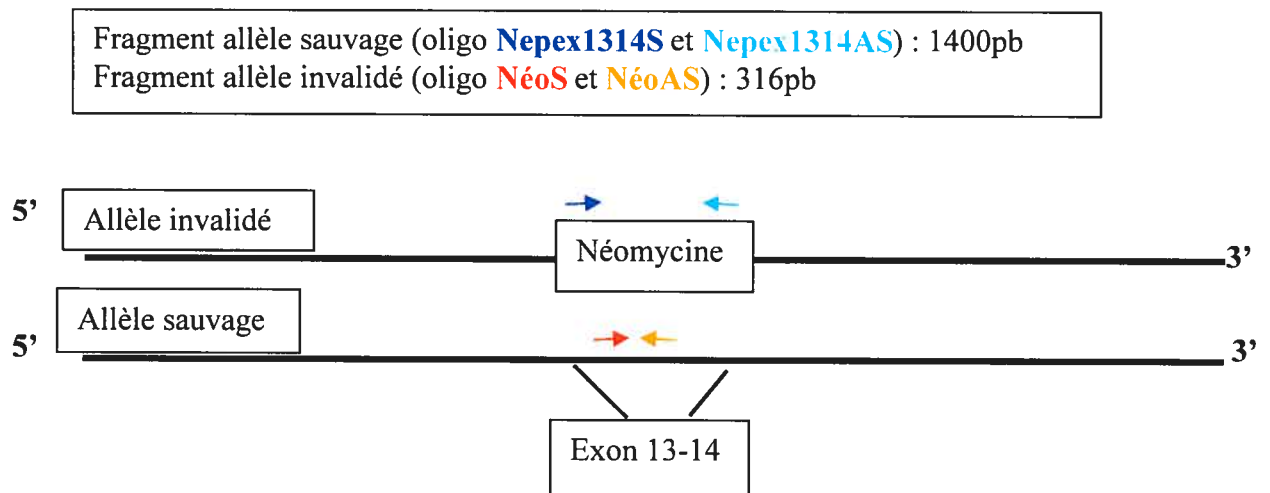 Fragment allèle sauvage (oligo Nepex1314S et Nepex1314AS) : 1400pb
Fragment allèle invalidé (oligo NéoS et NéoAS) : 316pb
5’
Allèle invalidé
Néomycine
3’
Allèle sauvage
5’
3’
Exon 13-14